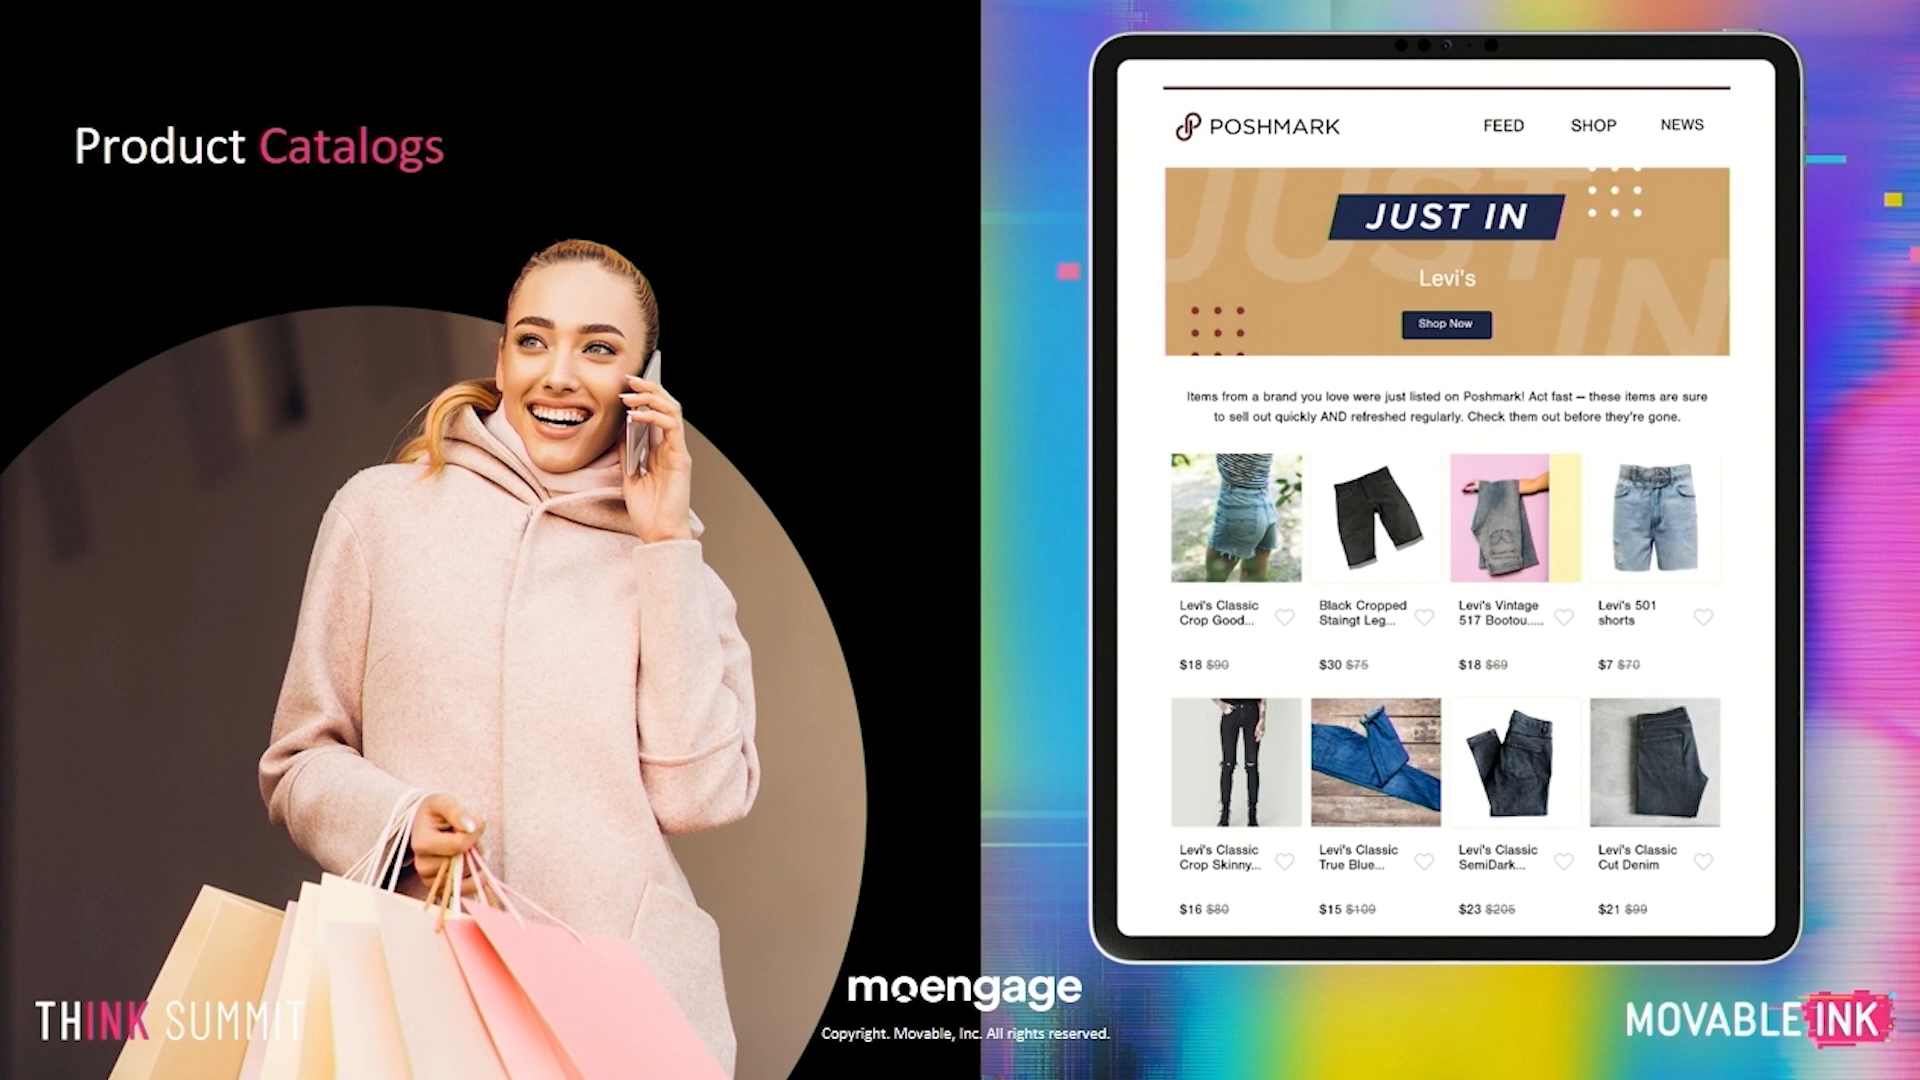 Product Catalogs
POSHMARK
FEED SHOP NEWS
JUST IN
JUST IN
Levi's
Shop Now
Items from a brand you love were just listed on Poshmark! Act fast — these items are sure
to sell out quickly AND refreshed regularly. Check them out before they're gone.
Levi's Classic
Crop Good...
$18 $90
Black Cropped
Staingt Leg...
$30 $75
Levi's Vintage
517 Bootou.....
$18 $69
Levi's 501
shorts
$7 $70
Levi's Classic
Crop Skinny...
$16 $80
Levi's Classic
True Blue...
$15 $109
Levi's Classic
SemiDark...
$23 $205
Levi's Classic
Cut Denim
$21 $99
THINK SUMMIT
moengage
Copyright. Movable, Inc. All rights reserved.
MOVABLE INK